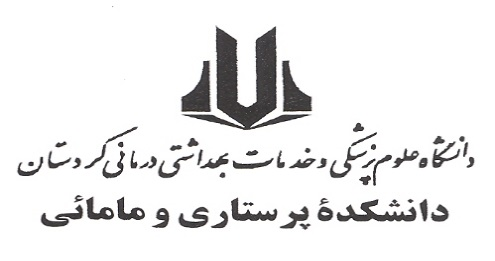 دانشگاه علوم پزشکی و خدمات بهداشتی درمانی کردستان
دانشکدهٔ پرستاری و مامائی